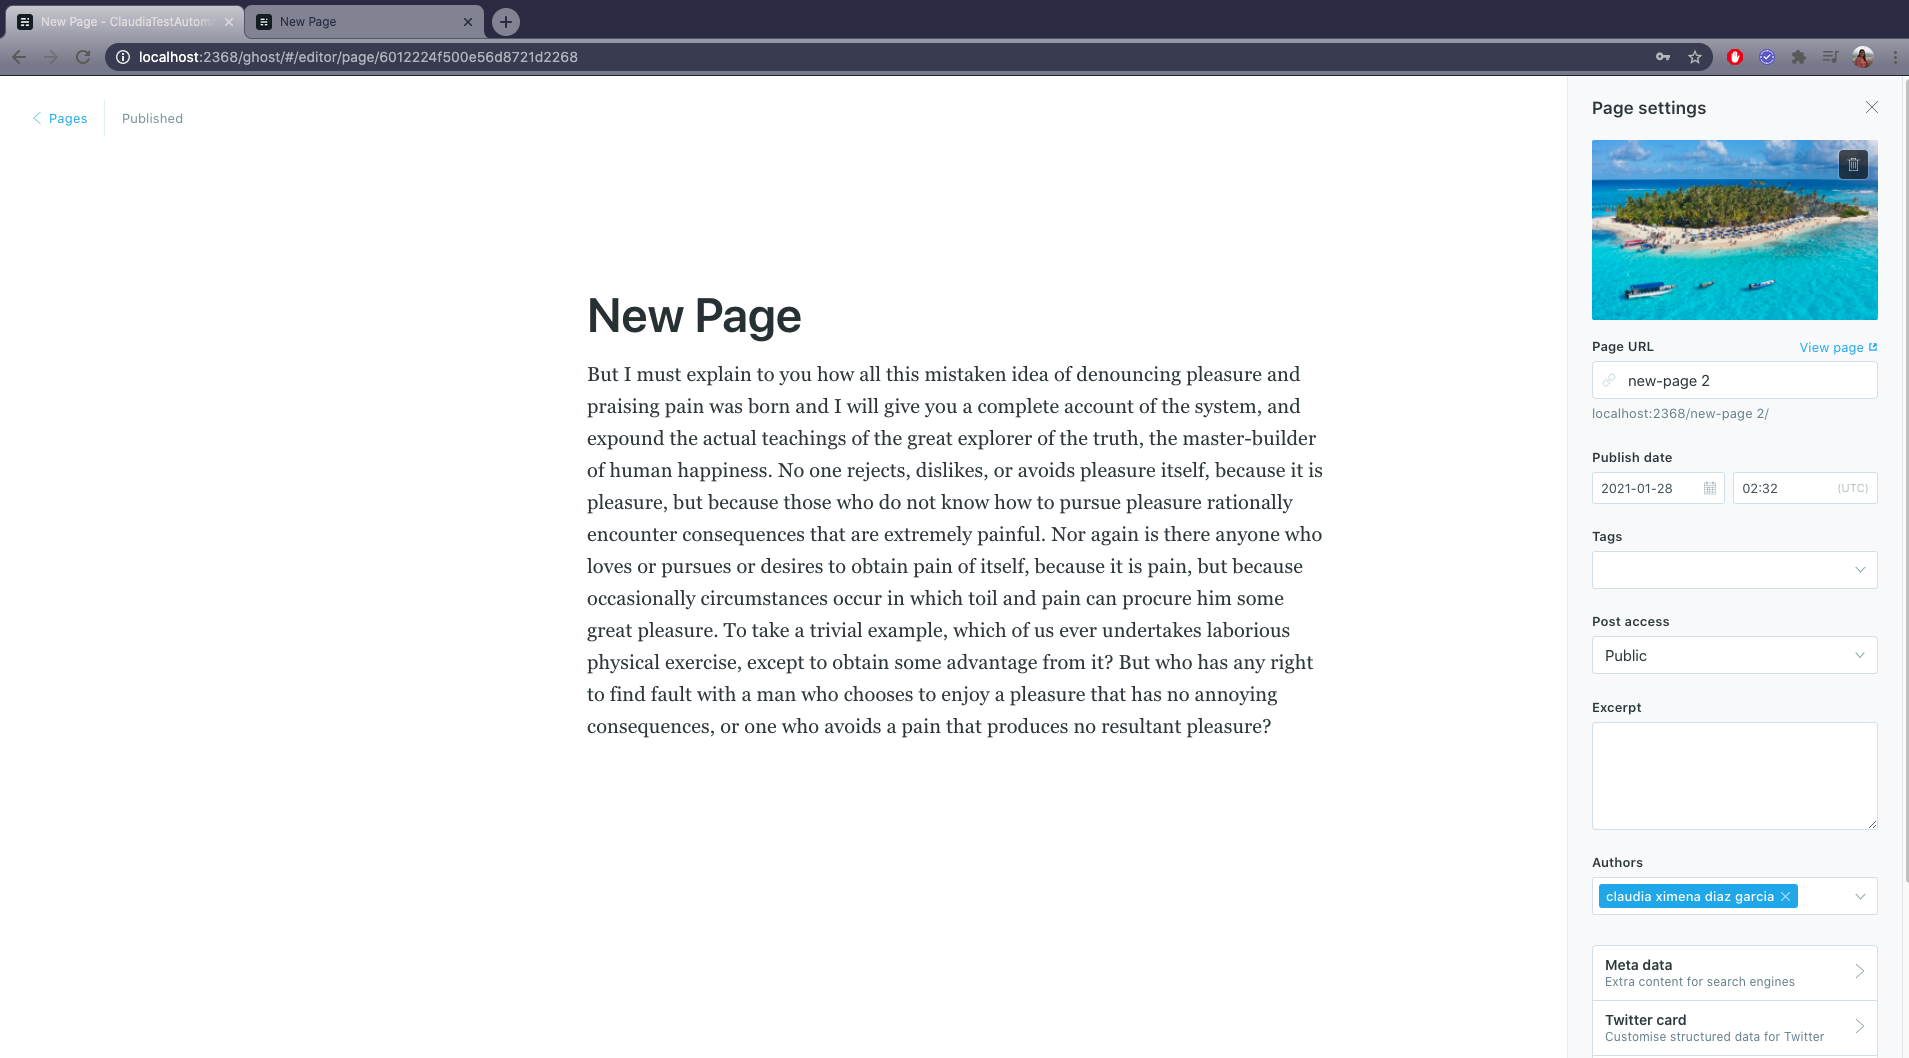 New Page - ClaudiaTestAutom
New Page
localhost:2368/ghost/#/editor/page/6012224f500e56d8721d2268
Pages
Published
New Page
But I must explain to you how all this mistaken idea of denouncing pleasure and
praising pain was born and I will give you a complete account of the system, and
expound the actual teachings of the great explorer of the truth, the master-builder
of human happiness. No one rejects, dislikes, or avoids pleasure itself, because it is
pleasure, but because those who do not know how to pursue pleasure rationally
encounter consequences that are extremely painful. Nor again is there anyone who
loves or pursues or desires to obtain pain of itself, because it is pain, but because
occasionally circumstances occur in which toil and pain can procure him some
great pleasure. To take a trivial example, which of us ever undertakes laborious
physical exercise, except to obtain some advantage from it? But who has any right
to find fault with a man who chooses to enjoy a pleasure that has no annoying
consequences, or one who avoids a pain that produces no resultant pleasure?
Page settings
Page URL
View page
new-page 2
localhost:2368/new-page 2/
Publish date
2021-01-28
02:32 (UTC)
Tags
Post access
Public
Excerpt
Authors
claudia ximena diaz garcia
Meta data
Extra content for search engines
Twitter card
Customise structured data for Twitter